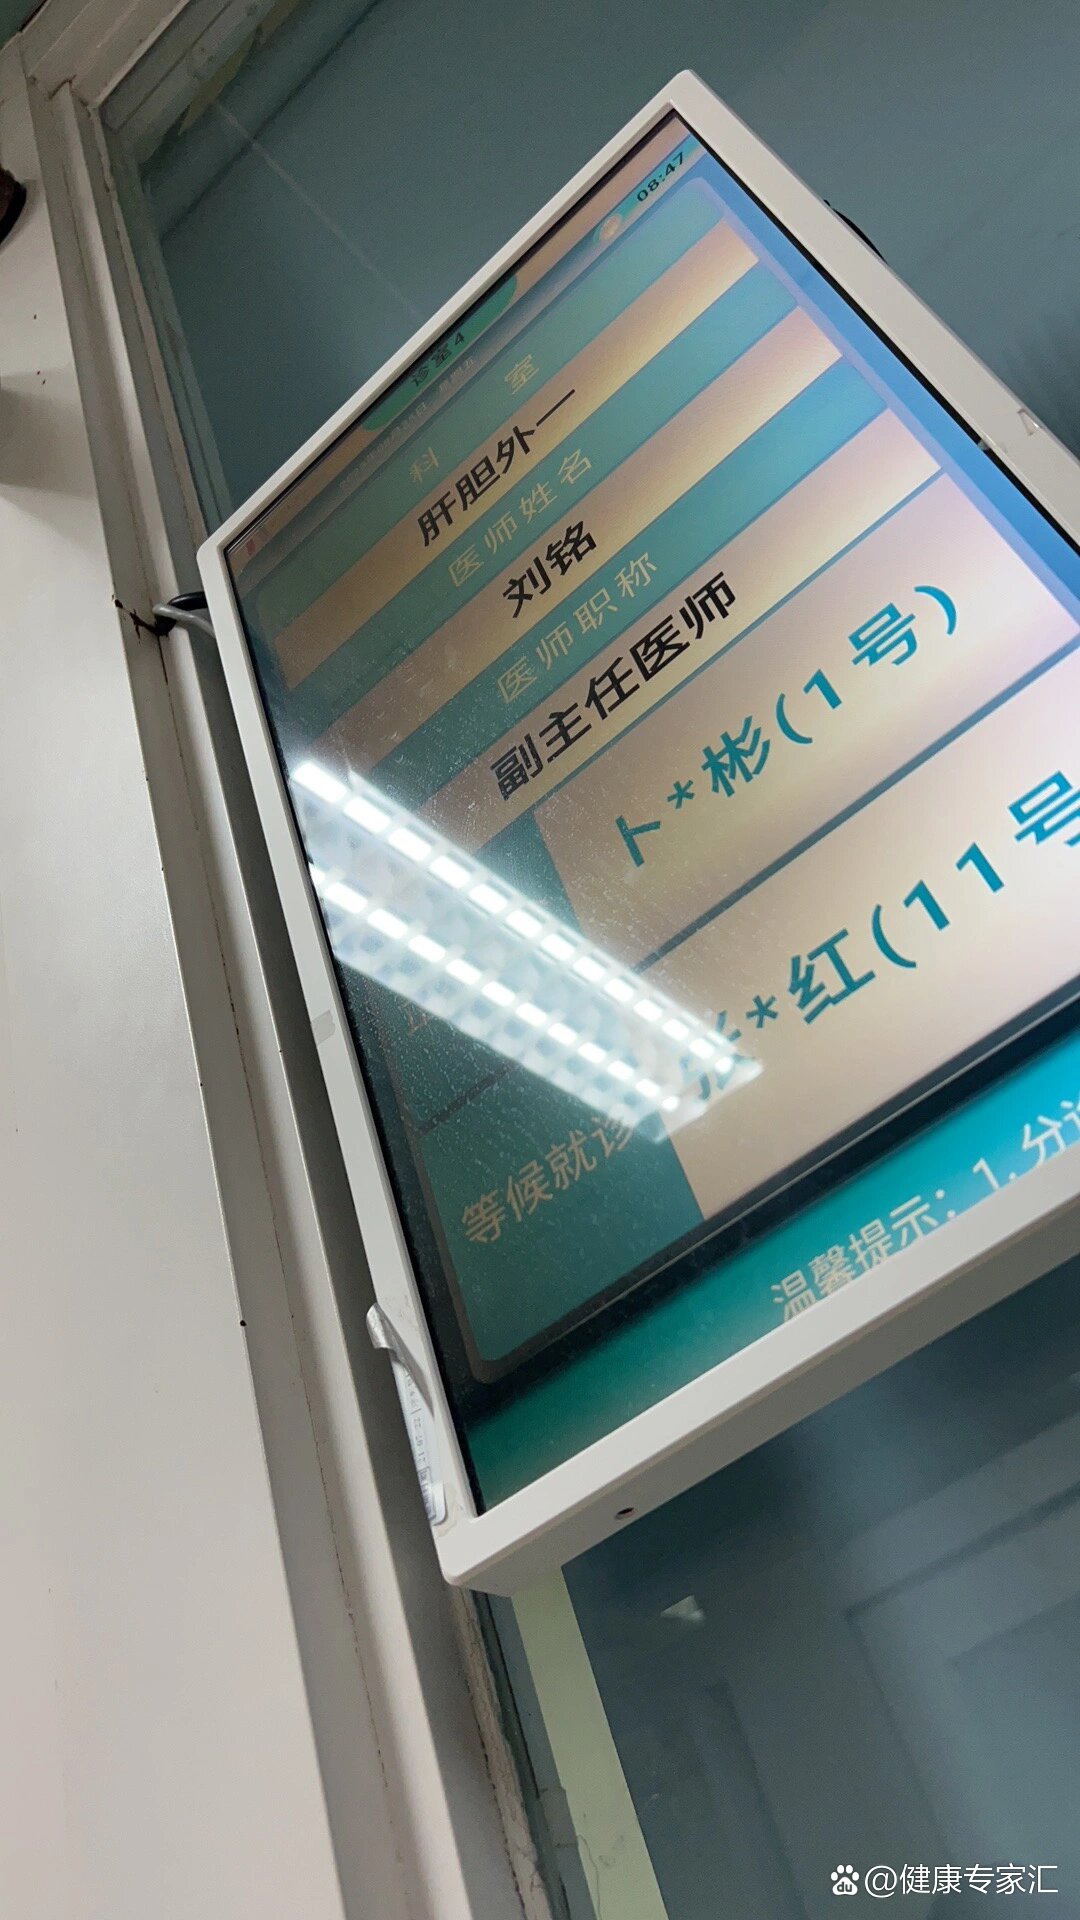 诊室4
08:47
科 室
肝胆外一
医师姓名
刘铭
医师职称
副主任医师
卜*彬(1号)
等候就诊
张*红(11号
温馨提示：1.分诊
@健康专家汇